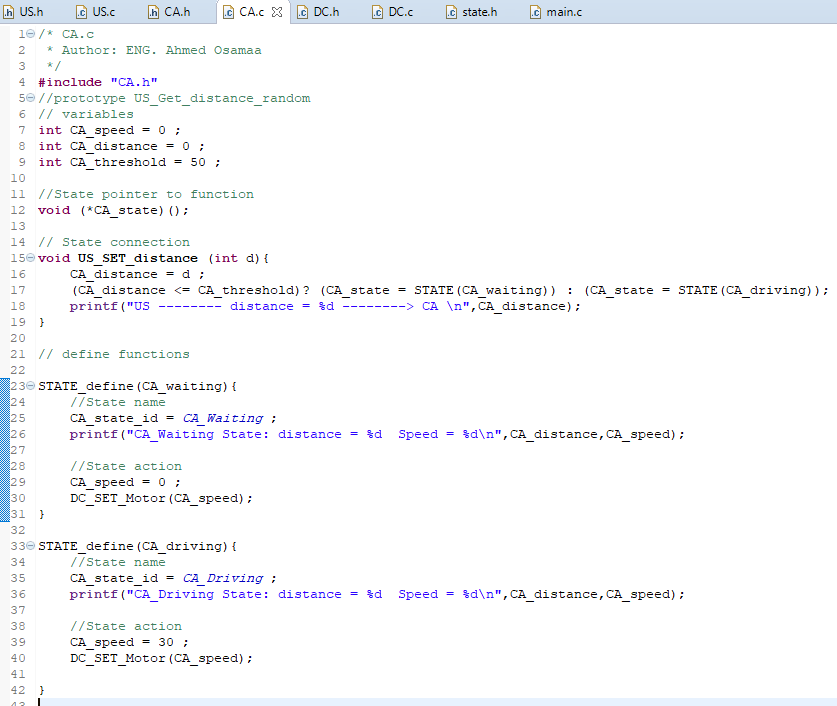 US.h US.c CA.h CA.c DC.h DC.c state.h main.c
1 /* CA.c
2  * Author: ENG. Ahmed Osamaa
3  */
4 #include "CA.h"
5 //prototype US_Get_distance_random
6 // variables
7 int CA_speed = 0 ;
8 int CA_distance = 0 ;
9 int CA_threshold = 50 ;
10
11 //State pointer to function
12 void (*CA_state)();
13
14 // State connection
15 void US_SET_distance (int d){
16     CA_distance = d ;
17     (CA_distance <= CA_threshold)? (CA_state = STATE(CA_waiting)) : (CA_state = STATE(CA_driving));
18     printf("US -------- distance = %d --------> CA \n",CA_distance);
19 }
20
21 // define functions
22
23 STATE_define(CA_waiting){
24     //State name
25     CA_state_id = CA_Waiting ;
26     printf("CA_Waiting State: distance = %d  Speed = %d\n",CA_distance,CA_speed);
27
28     //State action
29     CA_speed = 0 ;
30     DC_SET_Motor(CA_speed);
31 }
32
33 STATE_define(CA_driving){
34     //State name
35     CA_state_id = CA_Driving ;
36     printf("CA_Driving State: distance = %d  Speed = %d\n",CA_distance,CA_speed);
37
38     //State action
39     CA_speed = 30 ;
40     DC_SET_Motor(CA_speed);
41
42 }
43